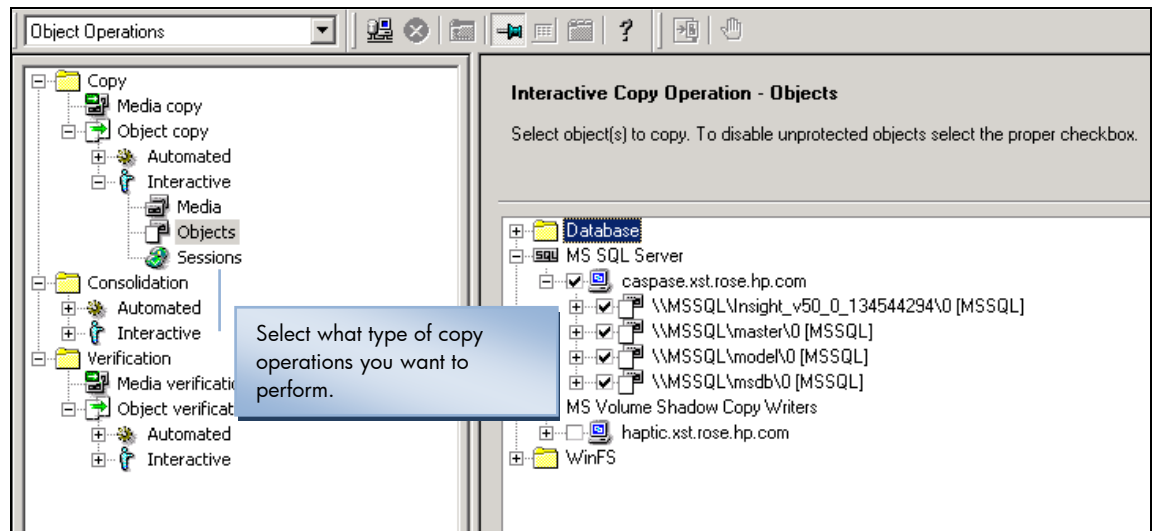 Object Operations
Copy
Media copy
Object copy
Automated
Interactive
Media
Objects
Sessions
Consolidation
Automated
Interactive
Verification
Media
Object
Automated
Interactive
Select what type of copy
operations you want to
perform.
Interactive Copy Operation - Objects
Select object(s) to copy. To disable unprotected objects select the proper checkbox.
Database
SQL MS SQL Server
caspase.xst.rose.hp.com
\\MSSQL\Insight_v50_0_134544294\0 [MSSQL]
\\MSSQL\master\0 [MSSQL]
\\MSSQL\model\0 [MSSQL]
\\MSSQL\msdb\0 [MSSQL]
MS Volume Shadow Copy Writers
haptic.xst.rose.hp.com
WinFS